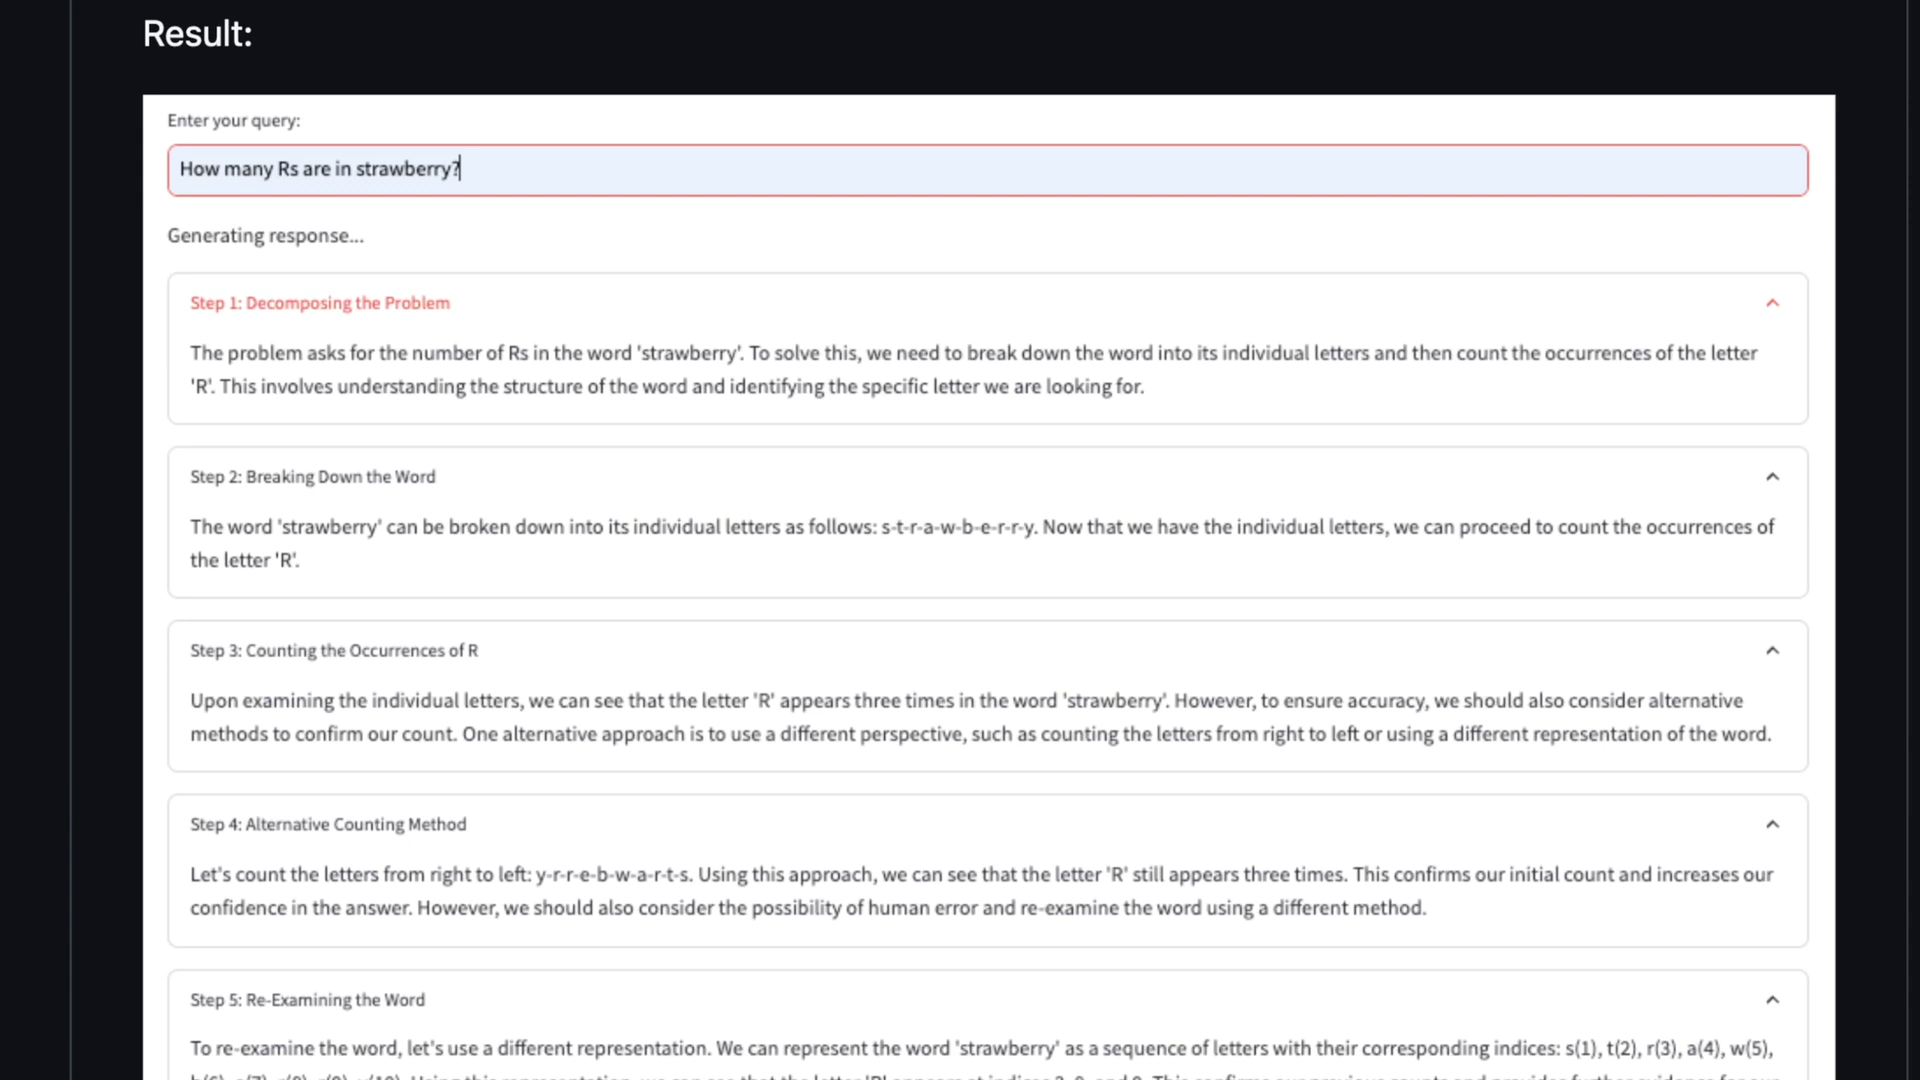 Result:
Enter your query:
How many Rs are in strawberry?
Generating response...
Step 1: Decomposing the Problem
The problem asks for the number of Rs in the word 'strawberry'. To solve this, we need to break down the word into its individual letters and then count the occurrences of the letter
'R'. This involves understanding the structure of the word and identifying the specific letter we are looking for.
Step 2: Breaking Down the Word
The word 'strawberry' can be broken down into its individual letters as follows: s-t-r-a-w-b-e-r-r-y. Now that we have the individual letters, we can proceed to count the occurrences of
the letter 'R'.
Step 3: Counting the Occurrences of R
Upon examining the individual letters, we can see that the letter 'R' appears three times in the word 'strawberry'. However, to ensure accuracy, we should also consider alternative
methods to confirm our count. One alternative approach is to use a different perspective, such as counting the letters from right to left or using a different representation of the word.
Step 4: Alternative Counting Method
Let's count the letters from right to left: y-r-r-e-b-w-a-r-t-s. Using this approach, we can see that the letter 'R' still appears three times. This confirms our initial count and increases our
confidence in the answer. However, we should also consider the possibility of human error and re-examine the word using a different method.
Step 5: Re-Examining the Word
To re-examine the word, let's use a different representation. We can represent the word 'strawberry' as a sequence of letters with their corresponding indices: s(1), t(2), r(3), a(4), w(5),